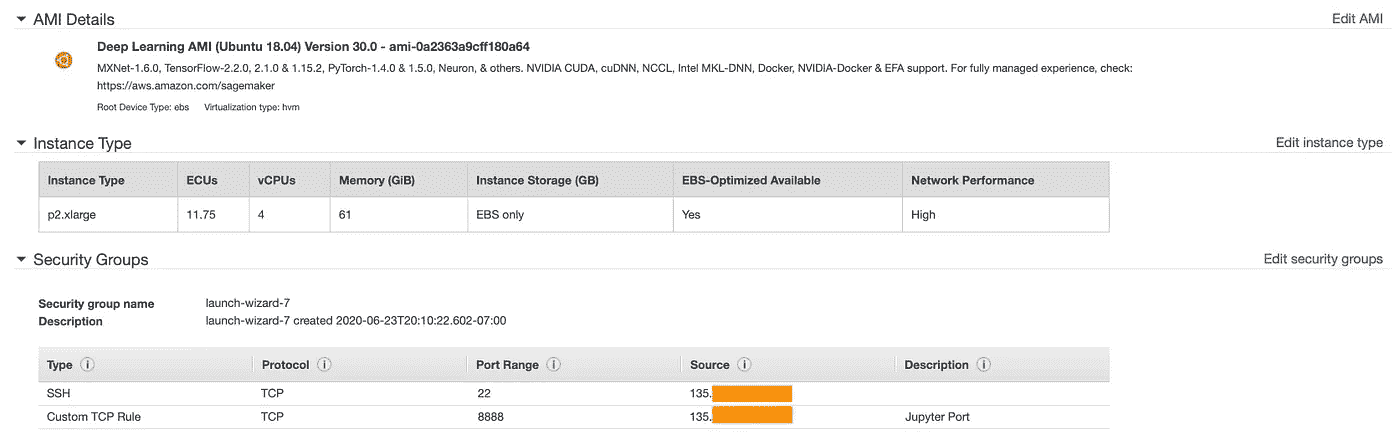 AMI Details Edit AMI
Deep Learning AMI (Ubuntu 18.04) Version 30.0 - ami-0a2363a9cff180a64
MXNet-1.6.0, TensorFlow-2.2.0, 2.1.0 & 1.15.2, PyTorch-1.4.0 & 1.5.0, Neuron, & others. NVIDIA CUDA, cuDNN, NCCL, Intel MKL-DNN, Docker, NVIDIA-Docker & EFA support. For fully managed experience, check:
https://aws.amazon.com/sagemaker
Root Device Type: ebs Virtualization type: hvm
Instance Type Edit instance type
Instance Type ECUs vCPUs Memory (GiB) Instance Storage (GB) EBS-Optimized Available Network Performance
p2.xlarge 11.75 4 61 EBS only Yes High
Security Groups Edit security groups
Security group name launch-wizard-7
Description launch-wizard-7 created 2020-06-23T20:10:22.602-07:00
Type Protocol Port Range Source Description
SSH TCP 22 135.
Custom TCP Rule TCP 8888 135. Jupyter Port